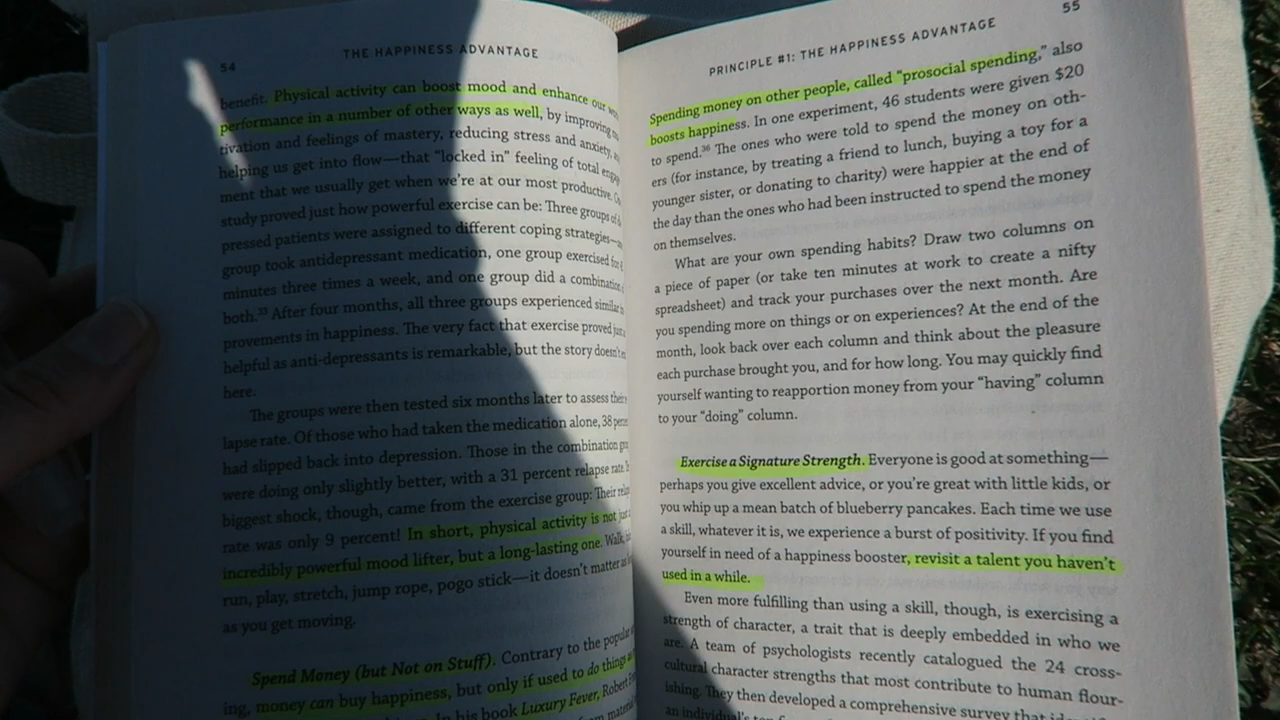 54
THE HAPPINESS ADVANTAGE
benefit. Physical activity can boost mood and enhance our
performance in a number of other ways as well, by improving
tivation and feelings of mastery, reducing stress and anxiety,
helping us get into flow—that “locked in” feeling of total
ment that we usually get when we’re at our most productive.
study proved just how powerful exercise can be: Three groups of
pressed patients were assigned to different coping strategies—
group took antidepressant medication, one group exercised
minutes three times a week, and one group did a combination
both.³⁵ After four months, all three groups experienced similar
provements in happiness. The very fact that exercise proved just
helpful as anti-depressants is remarkable, but the story doesn’t
here.
The groups were then tested six months later to assess their
lapse rate. Of those who had taken the medication alone, 38
had slipped back into depression. Those in the combination
were doing only slightly better, with a 31 percent relapse rate.
biggest shock, though, came from the exercise group: Their
rate was only 9 percent! In short, physical activity is not just
incredibly powerful mood lifter, but a long-lasting one. Walk,
run, play, stretch, jump rope, pogo stick—it doesn’t matter as
as you get moving.
Spend Money (but Not on Stuff). Contrary to the popular
ing, money can buy happiness, but only if used to do things
In his book Luxury Fever, Robert
from material
55
PRINCIPLE #1: THE HAPPINESS ADVANTAGE
Spending money on other people, called “prosocial spending,” also
boosts happiness. In one experiment, 46 students were given $20
to spend.³⁶ The ones who were told to spend the money on oth-
ers (for instance, by treating a friend to lunch, buying a toy for a
younger sister, or donating to charity) were happier at the end of
the day than the ones who had been instructed to spend the money
on themselves.
What are your own spending habits? Draw two columns on
a piece of paper (or take ten minutes at work to create a nifty
spreadsheet) and track your purchases over the next month. Are
you spending more on things or on experiences? At the end of the
month, look back over each column and think about the pleasure
each purchase brought you, and for how long. You may quickly find
yourself wanting to reapportion money from your “having” column
to your “doing” column.
Exercise a Signature Strength. Everyone is good at something—
perhaps you give excellent advice, or you’re great with little kids, or
you whip up a mean batch of blueberry pancakes. Each time we use
a skill, whatever it is, we experience a burst of positivity. If you find
yourself in need of a happiness booster, revisit a talent you haven’t
used in a while.
Even more fulfilling than using a skill, though, is exercising a
strength of character, a trait that is deeply embedded in who we
are. A team of psychologists recently catalogued the 24 cross-
cultural character strengths that most contribute to human flour-
ishing. They then developed a comprehensive survey that
an individual’s